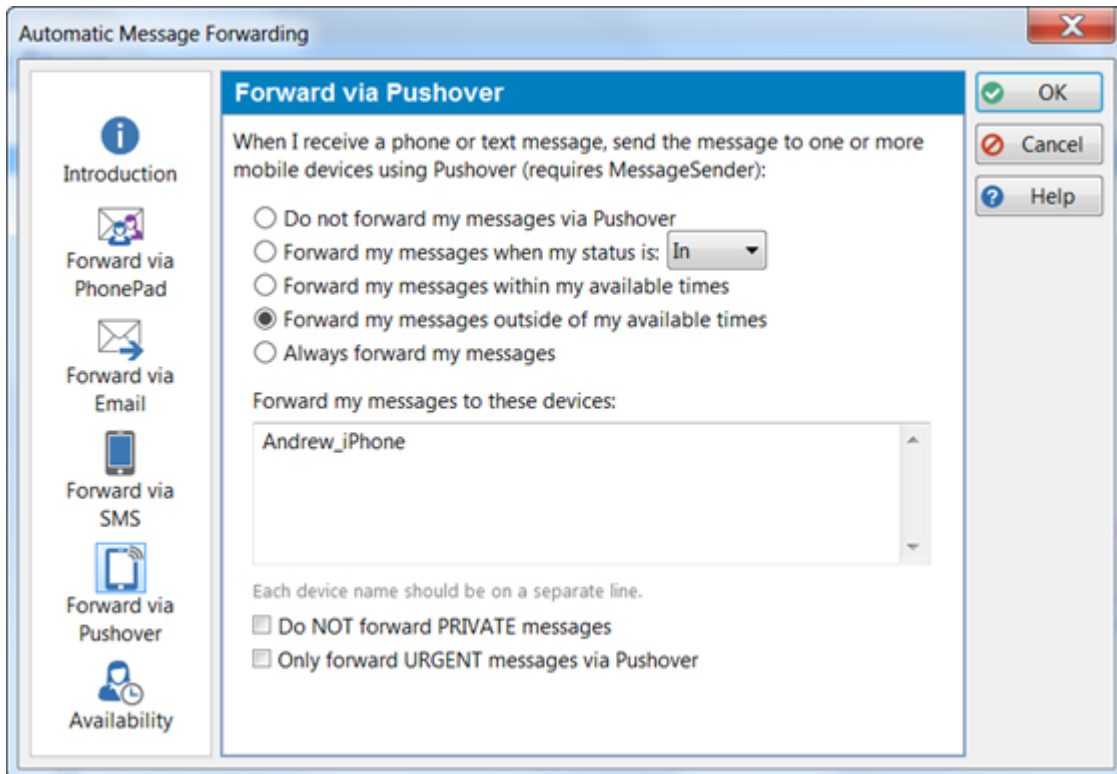 Automatic Message Forwarding
Introduction
Forward via
PhonePad
Forward via
Email
Forward via
SMS
Forward via
Pushover
Availability
Forward via Pushover
When I receive a phone or text message, send the message to one or more
mobile devices using Pushover (requires MessageSender):
Do not forward my messages via Pushover
Forward my messages when my status is: In
Forward my messages within my available times
Forward my messages outside of my available times
Always forward my messages
Forward my messages to these devices:
Andrew_iPhone
Each device name should be on a separate line.
Do NOT forward PRIVATE messages
Only forward URGENT messages via Pushover
OK
Cancel
Help